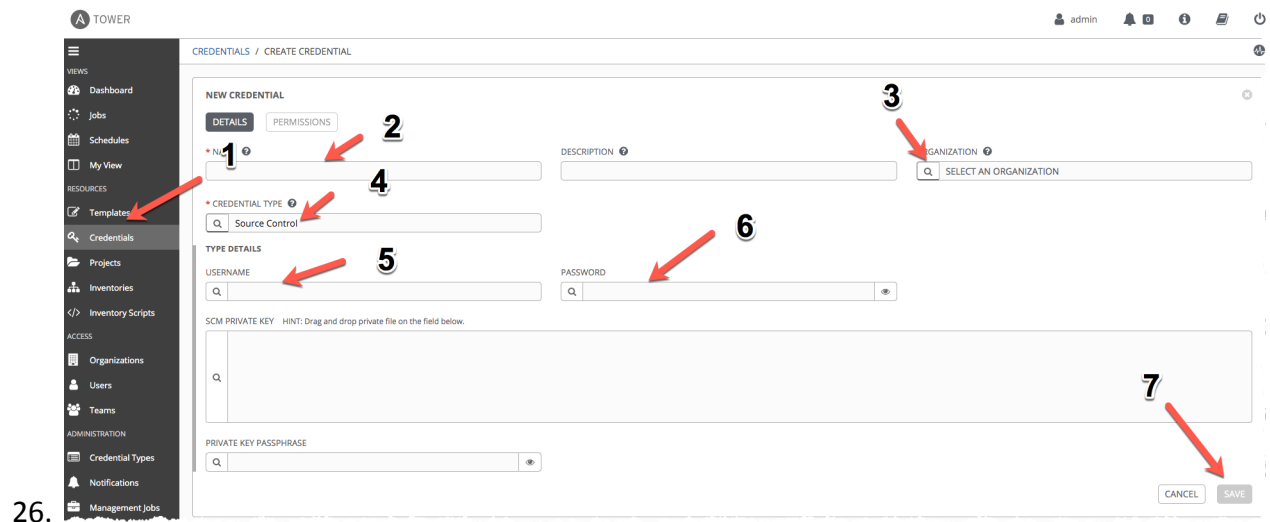 TOWER
admin
0
CREDENTIALS / CREATE CREDENTIAL
VIEWS
Dashboard
Jobs
Schedules
My View
RESOURCES
Templates
Credentials
Projects
Inventories
</> Inventory Scripts
ACCESS
Organizations
Users
Teams
ADMINISTRATION
Credential Types
Notifications
Management Jobs
NEW CREDENTIAL
DETAILS
PERMISSIONS
1
2
3
4
5
6
7
DESCRIPTION
SELECT AN ORGANIZATION
* CREDENTIAL TYPE
Source Control
TYPE DETAILS
USERNAME
PASSWORD
SCM PRIVATE KEY HINT: Drag and drop private file on the field below.
PRIVATE KEY PASSPHRASE
CANCEL
SAVE
26.